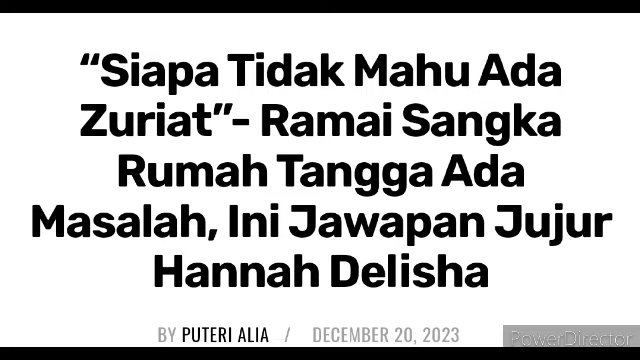 “Siapa Tidak Mahu Ada
Zuriat”- Ramai Sangka
Rumah Tangga Ada
Masalah, Ini Jawapan Jujur
Hannah Delisha
BY PUTERI ALIA / DECEMBER 20, 2023
PowerDirector